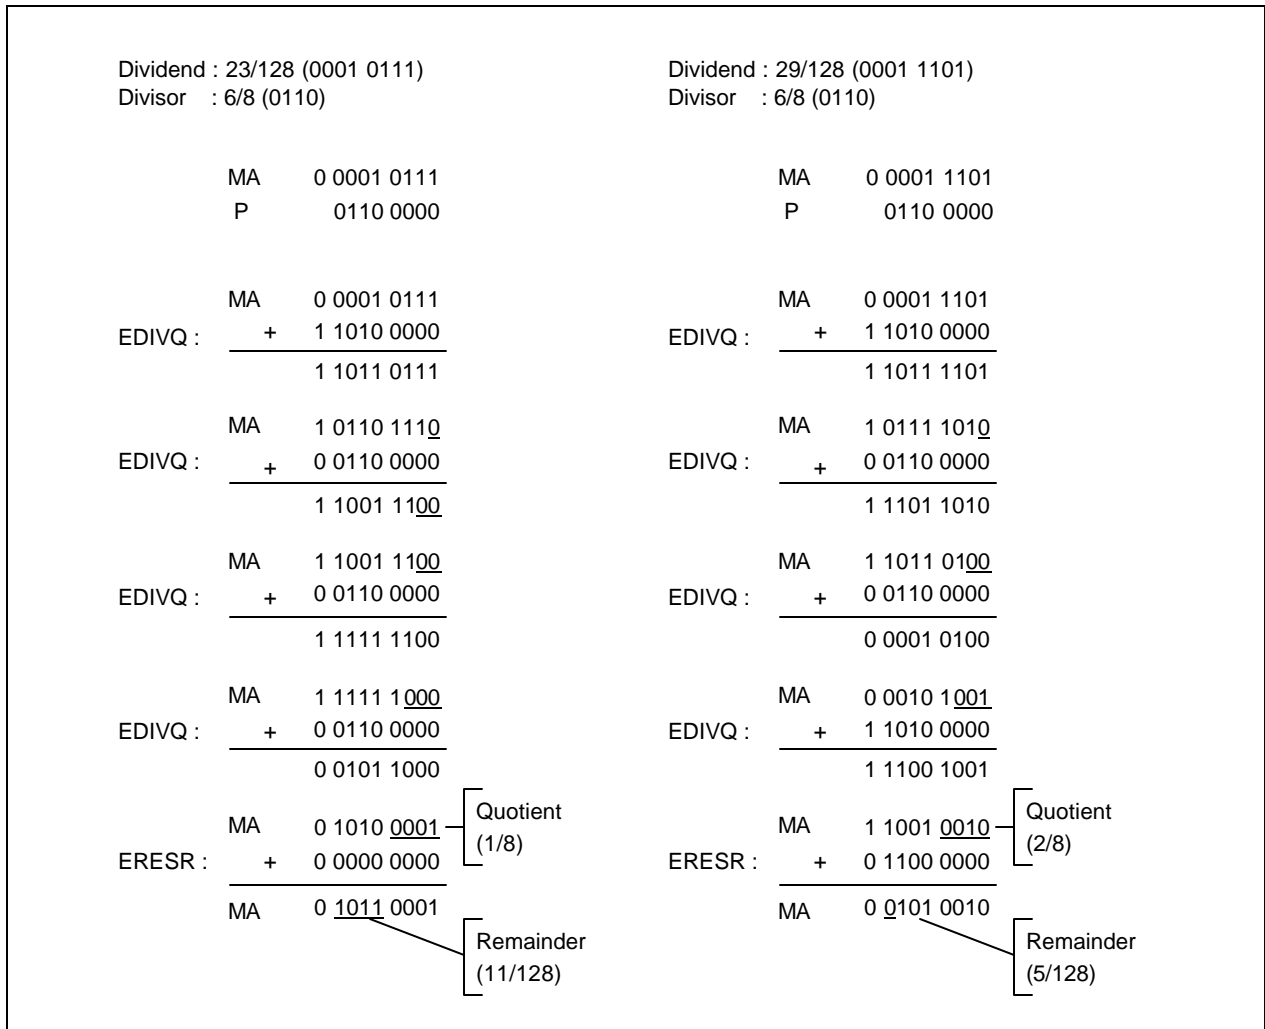 Dividend : 23/128 (0001 0111)
Divisor : 6/8 (0110)
MA 0 0001 0111
P 0110 0000
MA 0 0001 0111
EDIVQ : + 1 1010 0000
1 1011 0111
MA 1 0110 1110
EDIVQ : + 0 0110 0000
1 1001 1100
MA 1 1001 1100
EDIVQ : + 0 0110 0000
1 1111 1100
MA 1 1111 1000
EDIVQ : + 0 0110 0000
0 0101 1000
MA 0 1010 0001
ERESR : + 0 0000 0000
MA 0 1011 0001
Quotient
(1/8)
Remainder
(11/128)
Dividend : 29/128 (0001 1101)
Divisor : 6/8 (0110)
MA 0 0001 1101
P 0110 0000
MA 0 0001 1101
EDIVQ : + 1 1010 0000
1 1011 1101
MA 1 0111 1010
EDIVQ : + 0 0110 0000
1 1101 1010
MA 1 1011 0100
EDIVQ : + 0 0110 0000
0 0001 0100
MA 0 0010 1001
EDIVQ : + 1 1010 0000
1 1100 1001
MA 1 1001 0010
ERESR : + 0 1100 0000
MA 0 0101 0010
Quotient
(2/8)
Remainder
(5/128)